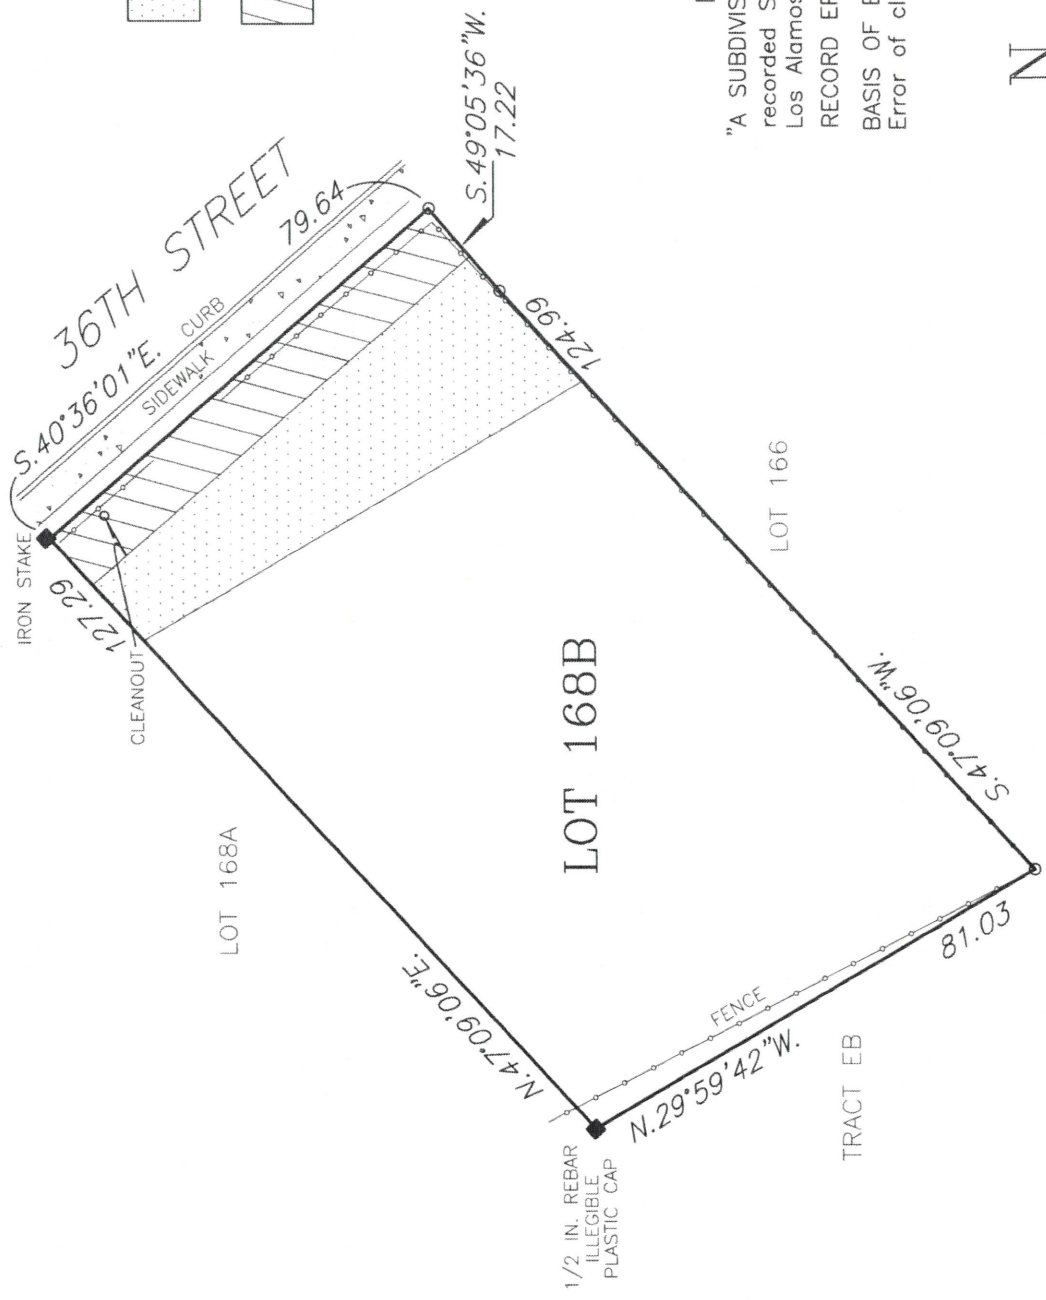 36TH STREET
S.40°36'01"E.
79.64
CURB
SIDEWALK
IRON STAKE
127.29
CLEANOUT
S.49°05'36"W.
17.22
124.99
LOT 168A
LOT 168B
LOT 166
N.47°09'06"E.
S.47°09'06"W.
FENCE
N.29°59'42"W.
81.03
TRACT EB
1/2 IN. REBAR
ILLEGIBLE
PLASTIC CAP
"A SUBDIVIS
recorded S
Los Alamos
RECORD
BASIS OF
Error of
N